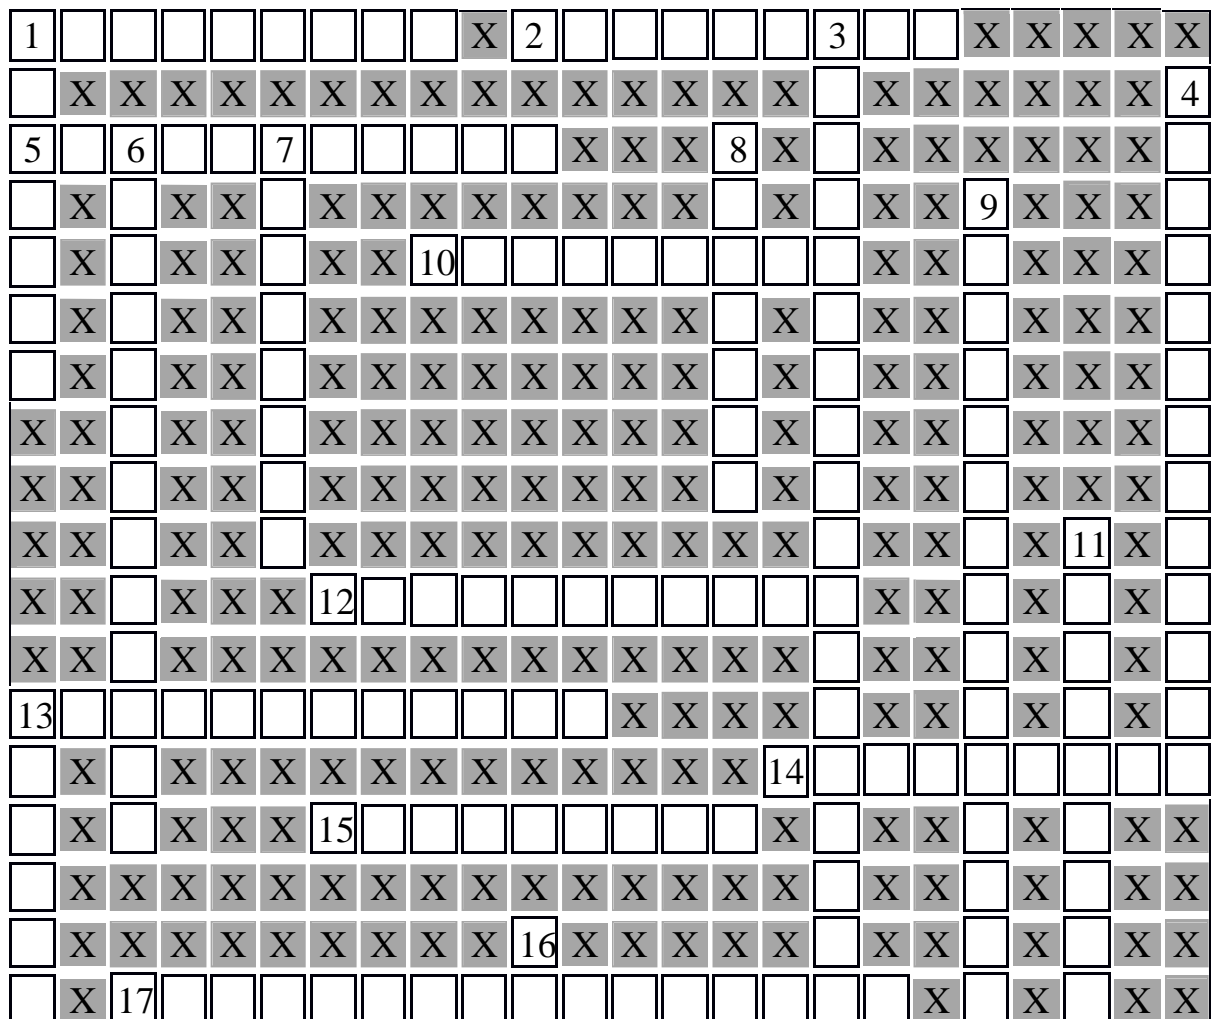 1 X 2 3 X X X X X
X X X X X X X X X X X X X X X X X X X X X 4
5 6 7 X X X 8 X X X X X X X
X X X X X X X X X X X X X X 9 X X X
X X X X X 10 X X X X X
X X X X X X X X X X X X X X X X X
X X X X X X X X X X X X X X X X X
X X X X X X X X X X X X X X X X X X
X X X X X X X X X X X X X X X X X X
X X X X X X X X X X X X X X X X X 11 X
X X X X X 12 X X X X
X X X X X X X X X X X X X X X X X X X
13 X X X X X X X X
X X X X X X X X X X X X X 14
X X X X 15 X X X X X X
X X X X X X X X X X X X X X X X X X X X
X X X X X X X X X 16 X X X X X X X X X X
X 17 X X X X